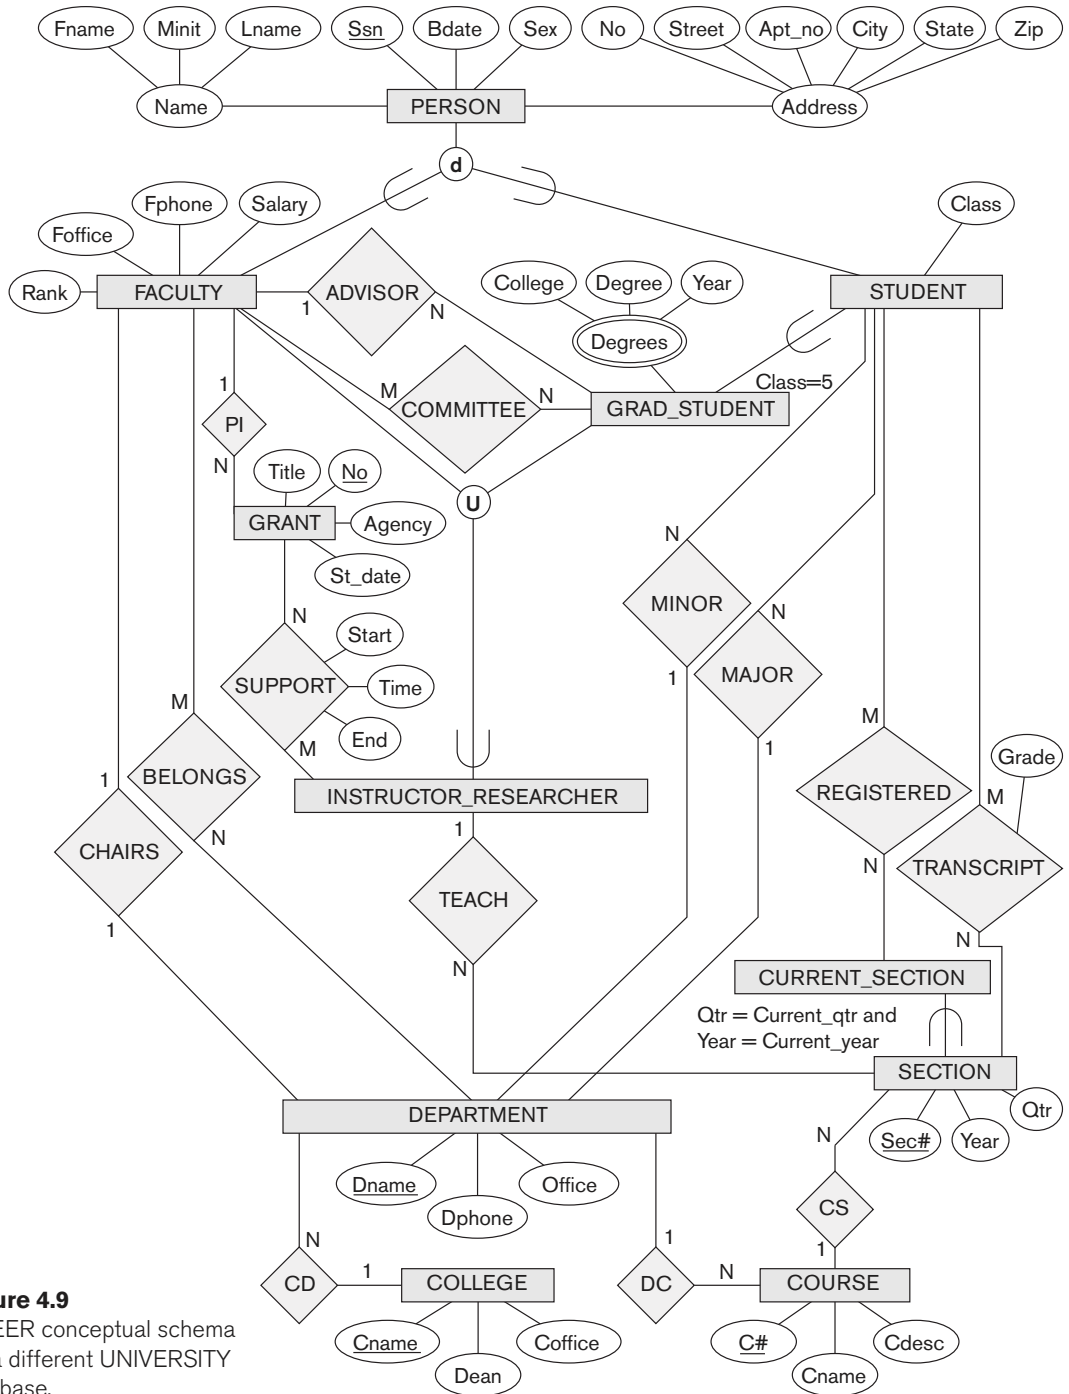 Fname Minit Lname Ssn Bdate Sex No Street Apt_no City State Zip
Name PERSON Address
d
Fphone Salary Class
Foffice
Rank FACULTY ADVISOR College Degree Year STUDENT
1 N
Degrees
1 M N Class=5
COMMITTEE GRAD_STUDENT
PI
N Title No
U
GRANT Agency
N
St_date
N Start MINOR N
SUPPORT Time 1 MAJOR
M M
End
M 1 Grade
1 BELONGS
INSTRUCTOR_RESEARCHER REGISTERED M
N 1
CHAIRS N TRANSCRIPT
TEACH
1 N
N
CURRENT_SECTION
Qtr = Current_qtr and
Year = Current_year
SECTION
DEPARTMENT Qtr
N Sec# Year
Dname Office
Dphone CS
N 1 1
CD 1 COLLEGE DC N COURSE
ure 4.9
EER conceptual schema
a different UNIVERSITY
base.
Cname Coffice C# Cdesc
Dean Cname